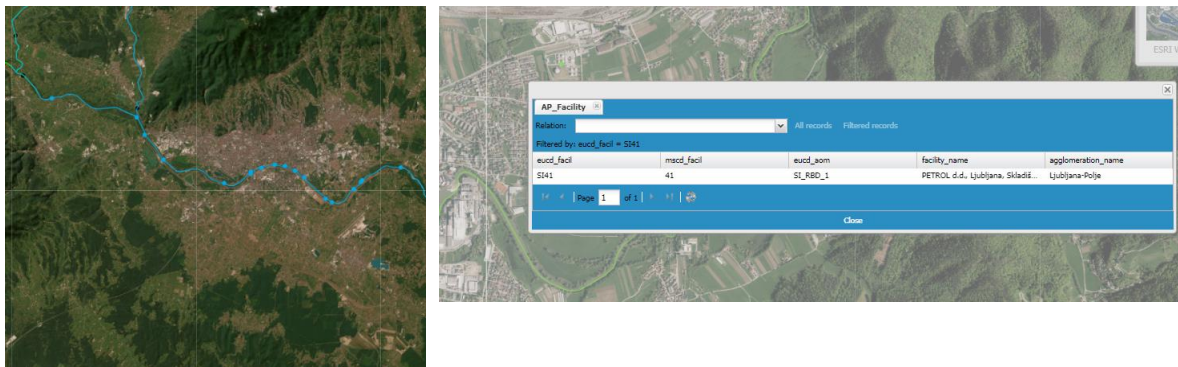 ESRI W
AP_Facility
Relation: All records Filtered records
Filtered by: eucd_facil = SI41
eucd_facil mscd_facil eucd_aom facility_name agglomeration_name
SI41 41 SI_RBD_1 PETROL d.d., Ljubljana, Skladiš... Ljubljana-Polje
Page 1 of 1
Close